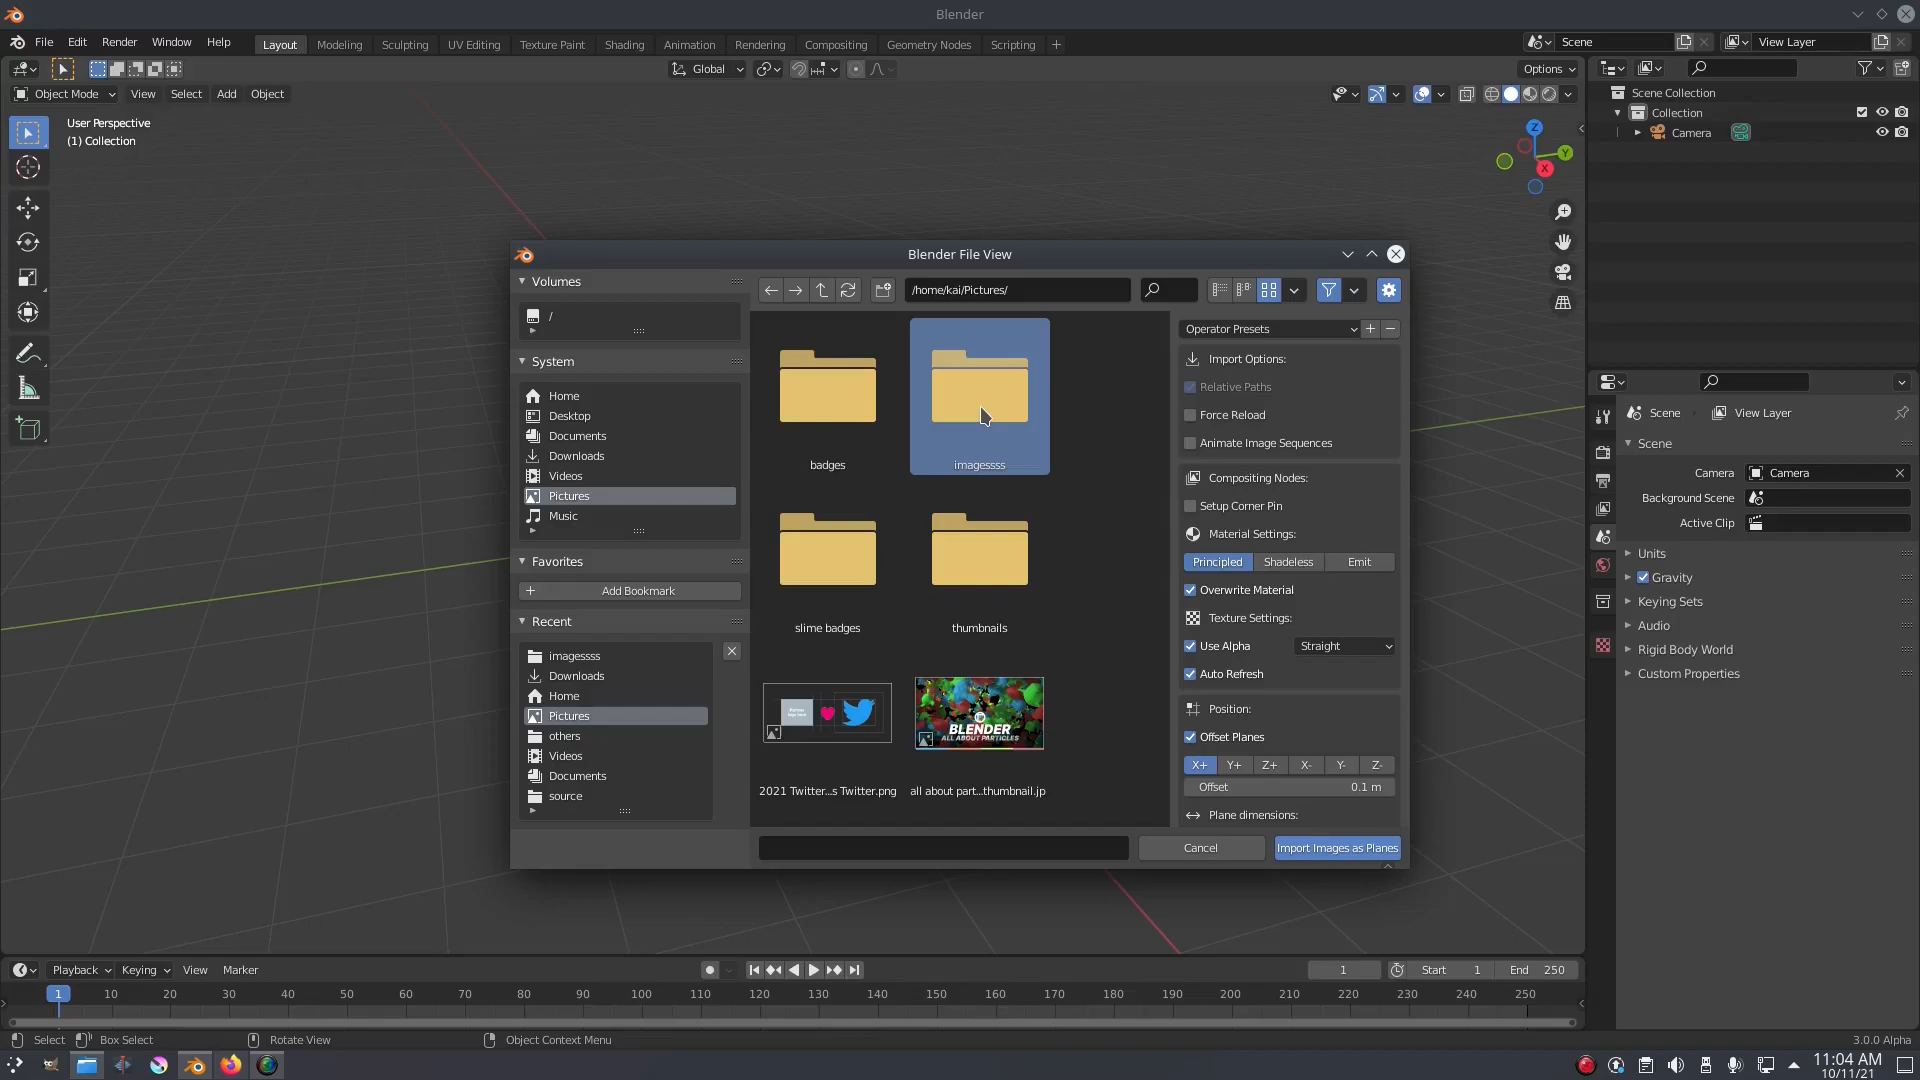 Blender
File Edit Render Window Help
Layout Modeling Sculpting UV Editing Texture Paint Shading Animation Rendering Compositing Geometry Nodes Scripting +
Scene
View Layer
Global
Options
Object Mode View Select Add Object
User Perspective
(1) Collection
Z
Y
X
Scene Collection
Collection
Camera
Blender File View
Volumes
/
System
Home
Desktop
Documents
Downloads
Videos
Pictures
Music
Favorites
Add Bookmark
Recent
imagessss
Downloads
Home
Pictures
others
Videos
Documents
source
/home/kai/Pictures/
badges
imagessss
slime badges
thumbnails
BLENDER
ALL ABOUT PARTICLES
2021 Twitter...s Twitter.png
all about part...thumbnail.jp
Operator Presets
Import Options:
Relative Paths
Force Reload
Animate Image Sequences
Compositing Nodes:
Setup Corner Pin
Material Settings:
Principled Shadeless Emit
Overwrite Material
Texture Settings:
Use Alpha Straight
Auto Refresh
Position:
Offset Planes
X+ Y+ Z+ X- Y- Z-
Offset 0.1 m
Plane dimensions:
Cancel
Import Images as Planes
Scene View Layer
Scene
Camera Camera
Background Scene
Active Clip
Units
Gravity
Keying Sets
Audio
Rigid Body World
Custom Properties
Playback Keying View Marker
1 Start 1 End 250
1 10 20 30 40 50 60 70 80 90 100 110 120 130 140 150 160 170 180 190 200 210 220 230 240 250
Select Box Select Rotate View Object Context Menu
3.0.0 Alpha
11:04 AM
10/11/21